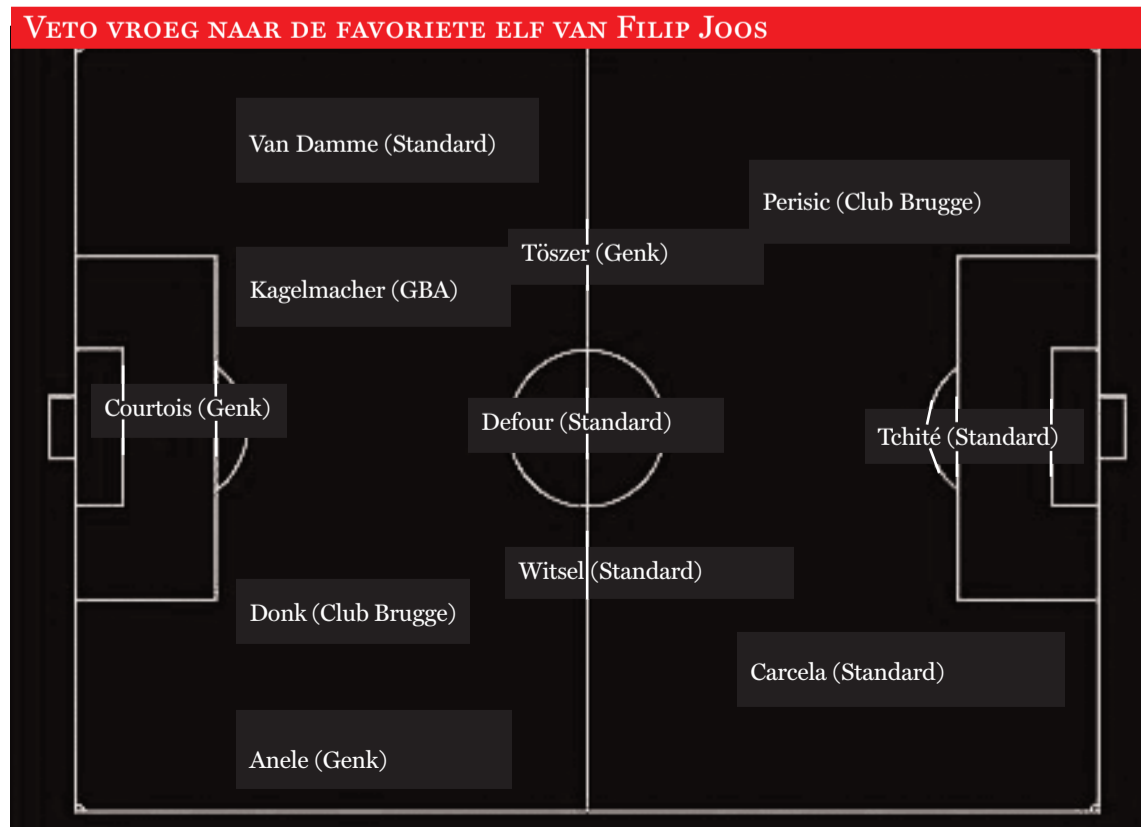 Veto vroeg naar de favoriete elf van Filip Joos
Van Damme (Standard)
Perisic (Club Brugge)
Töszer (Genk)
Kagelmacher (GBA)
Courtois (Genk)
Defour (Standard)
Tchité (Standard)
Witsel (Standard)
Donk (Club Brugge)
Carcela (Standard)
Anele (Genk)